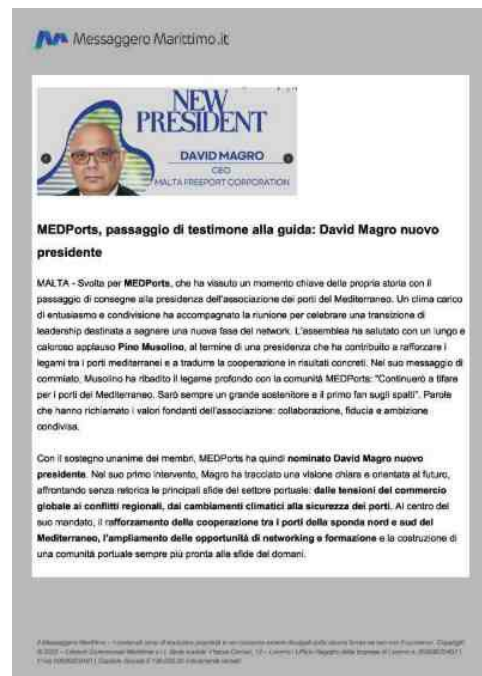 Messaggero Marittimo.it
NEW
PRESIDENT
DAVID MAGRO
CEO
MALTA FREEPORT CORPORATION
MEDPorts, passaggio di testimone alla guida: David Magro nuovo
presidente
MALTA - Svolta per MEDPorts, che ha vissuto un momento chiave della propria storia con il
passaggio di consegne alla presidenza dell'associazione dei porti del Mediterraneo. Un clima carico
di entusiasmo e condivisione ha accompagnato la riunione per celebrare una transizione di
leadership destinata a segnare una nuova fase del network. L'assemblea ha salutato con un lungo e
caloroso applauso Pino Musolino, al termine di una presidenza che ha contribuito a rafforzare i
legami tra i porti mediterranei e a tradurre la cooperazione in risultati concreti. Nel suo messaggio di
commiato, Musolino ha ribadito il legame profondo con la comunità MEDPorts: "Continuerò a tifare
per i porti del Mediterraneo. Sarò sempre un grande sostenitore e il primo fan sugli spalti". Parole
che hanno richiamato i valori fondanti dell'associazione: collaborazione, fiducia e ambizione
condivisa.
Con il sostegno unanime dei membri, MEDPorts ha quindi nominato David Magro nuovo
presidente. Nel suo primo intervento, Magro ha tracciato una visione chiara e orientata al futuro,
affrontando senza retorica le principali sfide del settore portuale: dalle tensioni del commercio
globale ai conflitti regionali, dai cambiamenti climatici alla sicurezza dei porti. Al centro del
suo mandato, il rafforzamento della cooperazione tra i porti della sponda nord e sud del
Mediterraneo, l'ampliamento delle opportunità di networking e formazione e la costruzione di
una comunità portuale sempre più pronta alle sfide del domani.